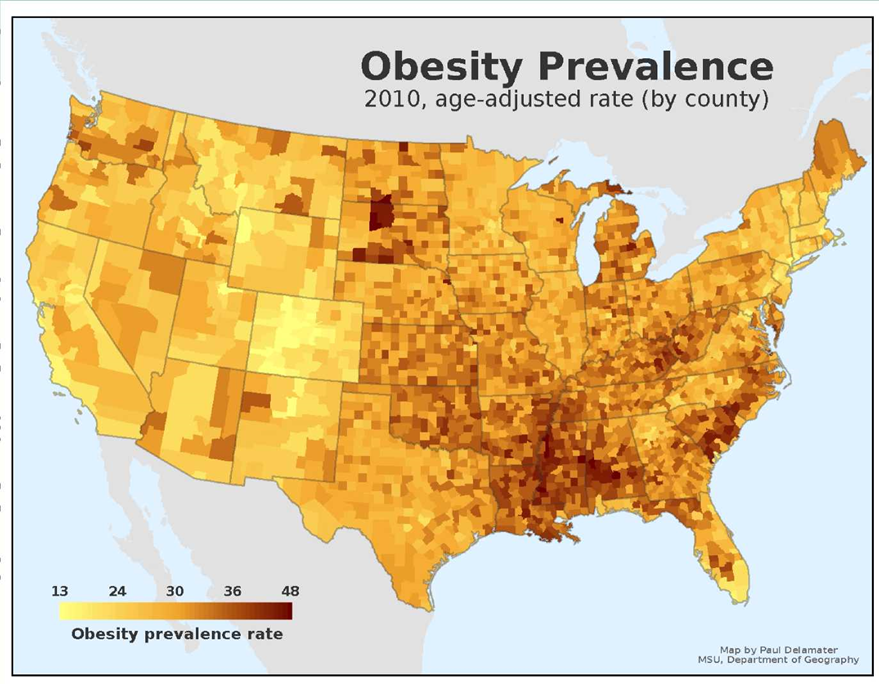 Obesity Prevalence
2010, age-adjusted rate (by county)
13 24 30 36 48
Obesity prevalence rate
Map by Paul Delamater
MSU, Department of Geography